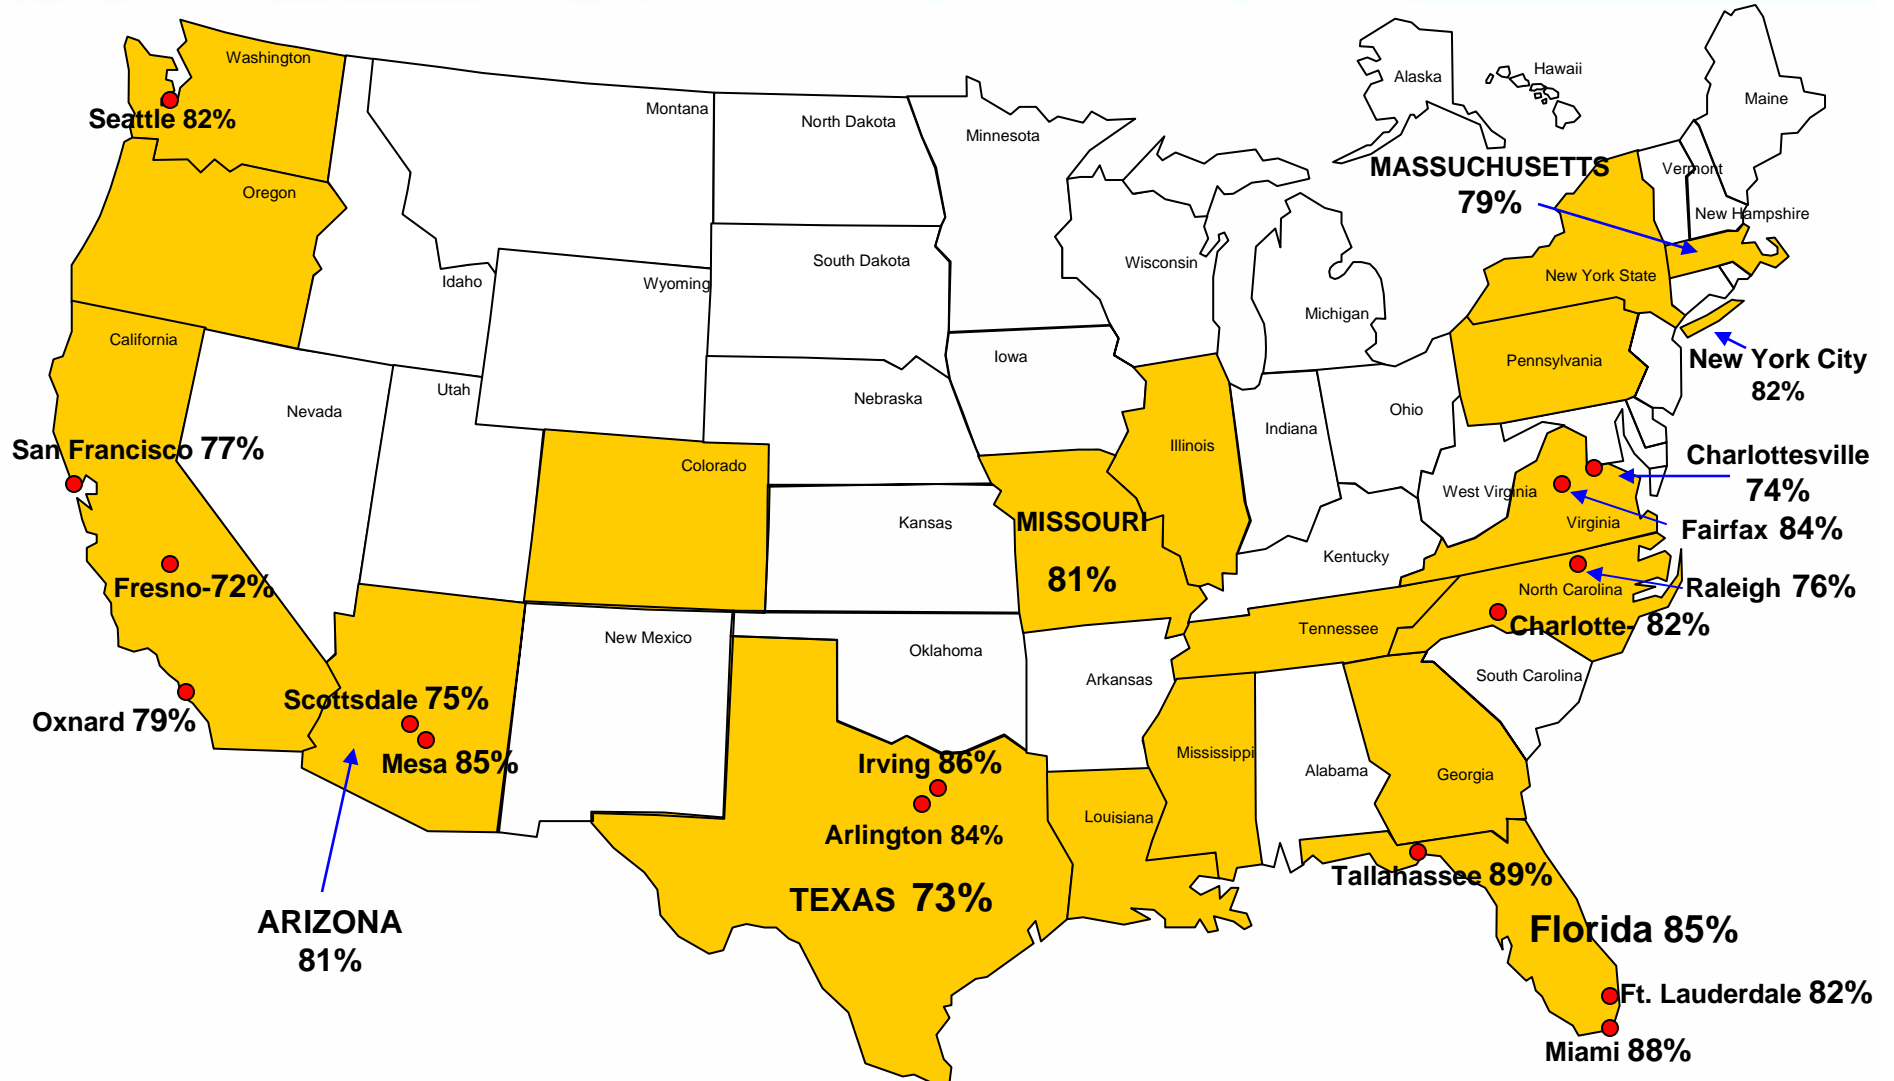 Washington
Seattle 82%
Montana
North Dakota
Minnesota
Alaska
Hawaii
Maine
MASSUCHUSETTS
79%
Vermont
New Hampshire
Oregon
Idaho
Wyoming
South Dakota
Wisconsin
Michigan
New York State
California
Nevada
Utah
Nebraska
Iowa
Pennsylvania
New York City
82%
San Francisco 77%
Colorado
Kansas
MISSOURI
81%
Illinois
Indiana
Ohio
West Virginia
Virginia
Charlottesville
74%
Fairfax 84%
Kentucky
Fresno-72%
North Carolina
Raleigh 76%
Charlotte- 82%
Tennessee
New Mexico
Oklahoma
Arkansas
South Carolina
Oxnard 79%
Scottsdale 75%
Mesa 85%
Irving 86%
Arlington 84%
TEXAS 73%
Louisiana
Mississippi
Alabama
Georgia
ARIZONA
81%
Tallahassee 89%
Florida 85%
Ft. Lauderdale 82%
Miami 88%